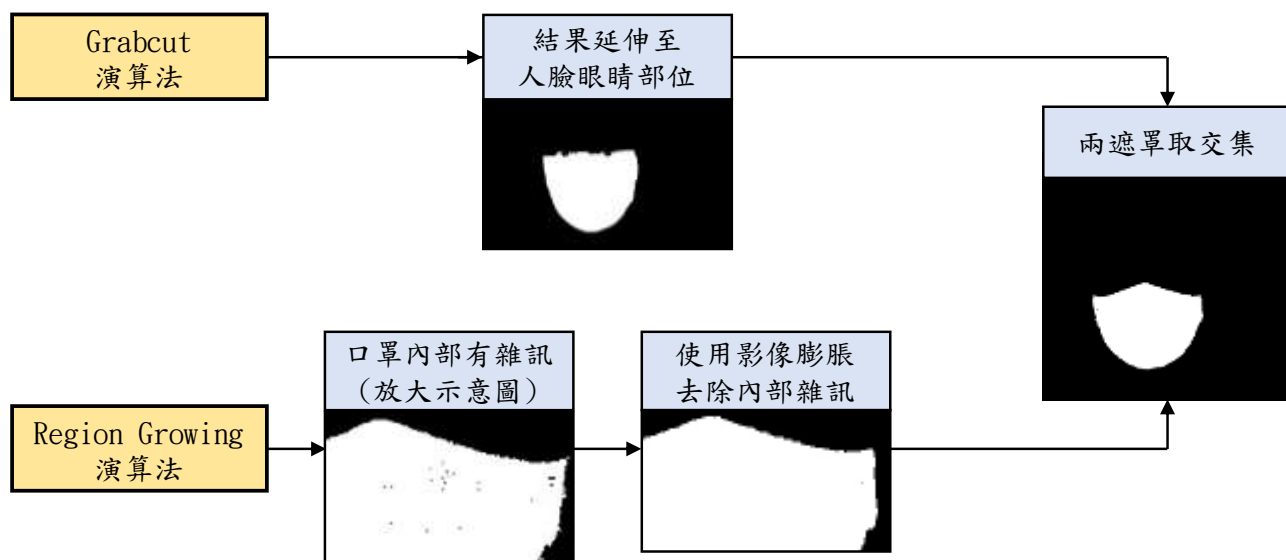 Grabcut
演算法
結果延伸至
人臉眼睛部位
兩遮罩取交集
口罩內部有雜訊
(放大示意圖)
使用影像膨脹
去除內部雜訊
Region Growing
演算法